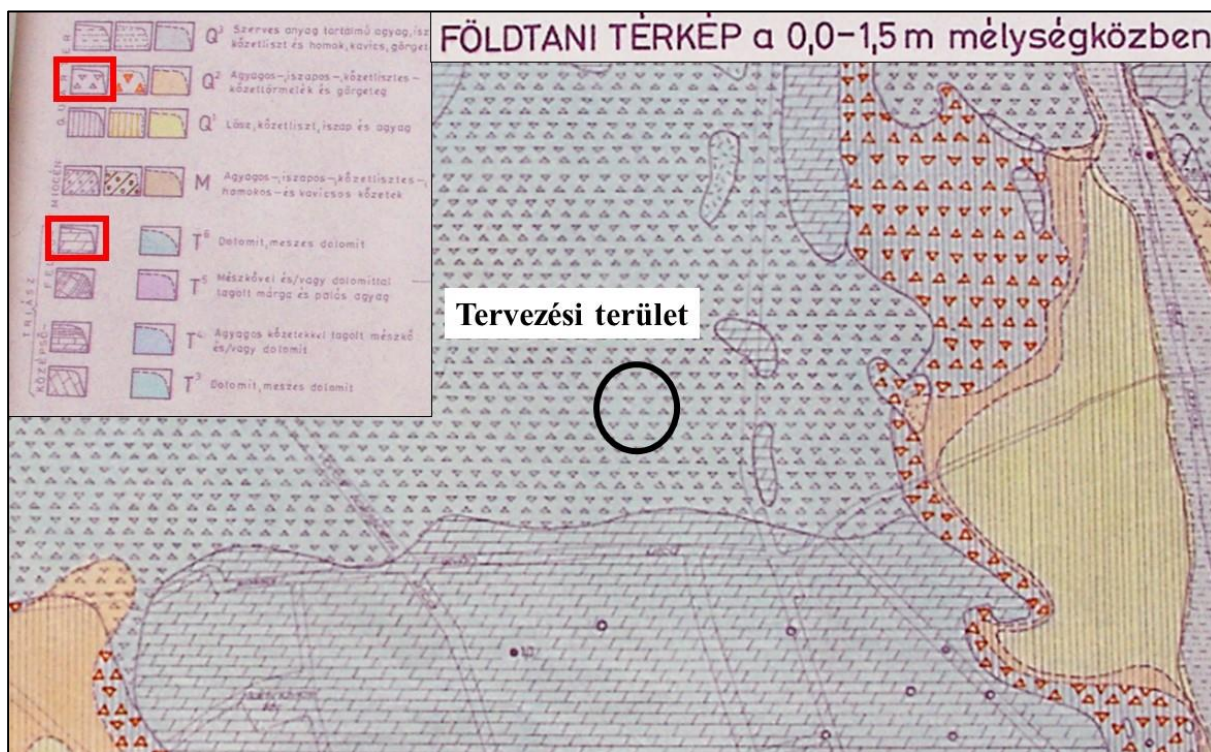 FÖLDTANI TÉRKÉP a 0,0-1,5 m mélységközben
Q³ Szerves anyag tartalmú agyag, isz
kőzetliszt és homok, kavics, görget
Q² Agyagos-, iszapos-, kőzetlisztes-
kőzettörmelék és görgeteg
Q¹ Lösz, kőzetliszt, iszap és agyag
MIOCÉN
M Agyagos-, iszapos-, kőzetlisztes-,
homokos- és kavicsos kőzetek
T⁶ Dolomit, meszes dolomit
T⁵ Mészkővel és/vagy dolomittal
tagolt márga és palás agyag
T⁴ Agyagos kőzetekkel tagolt mészkő
és/vagy dolomit
T³ Dolomit, meszes dolomit
TRIÁSZ
KÖZÉPSŐ-
Tervezési terület